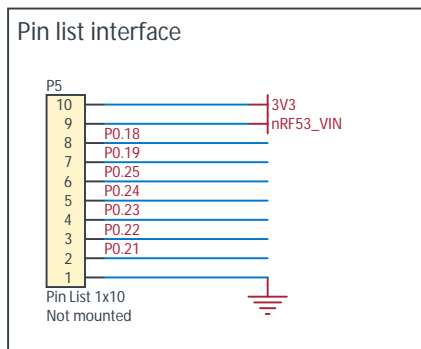 Pin list interface
P5
10
3V3
9
nRF53_VIN
P0.18
8
P0.19
7
P0.25
6
P0.24
5
P0.23
4
P0.22
3
P0.21
2
1
Pin List 1x10
Not mounted